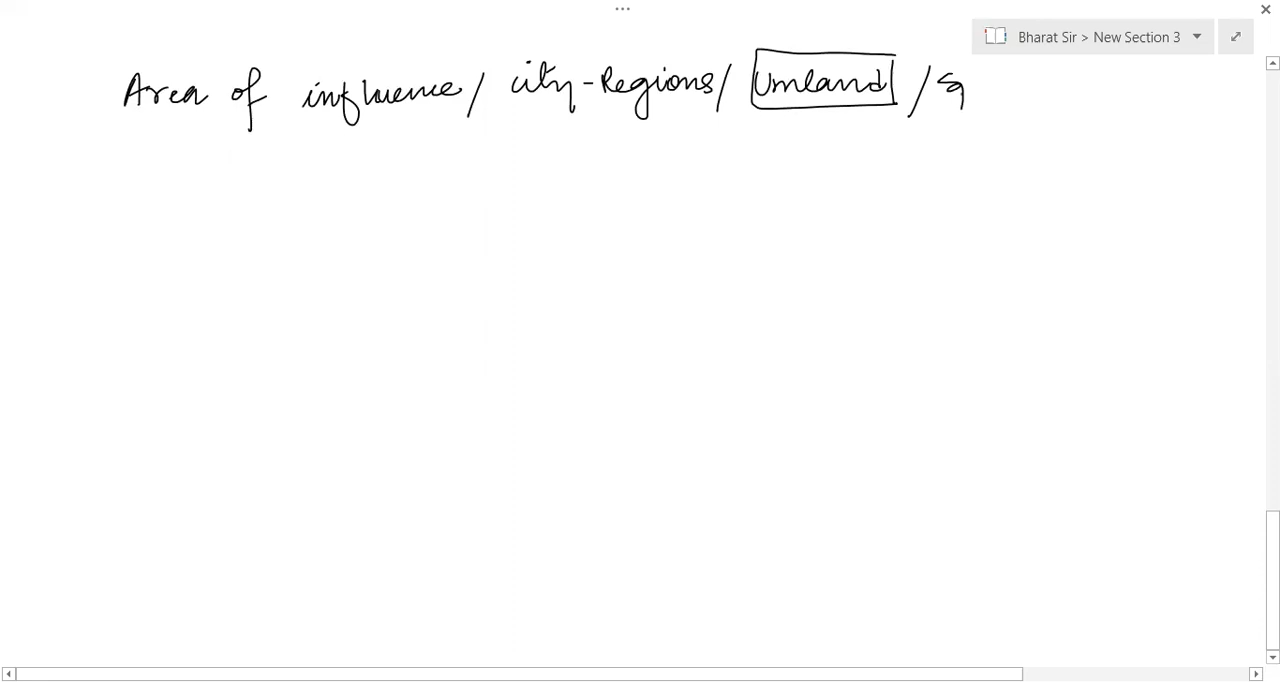 Bharat Sir > New Section 3
Area of influence / city-Regions / Umland /